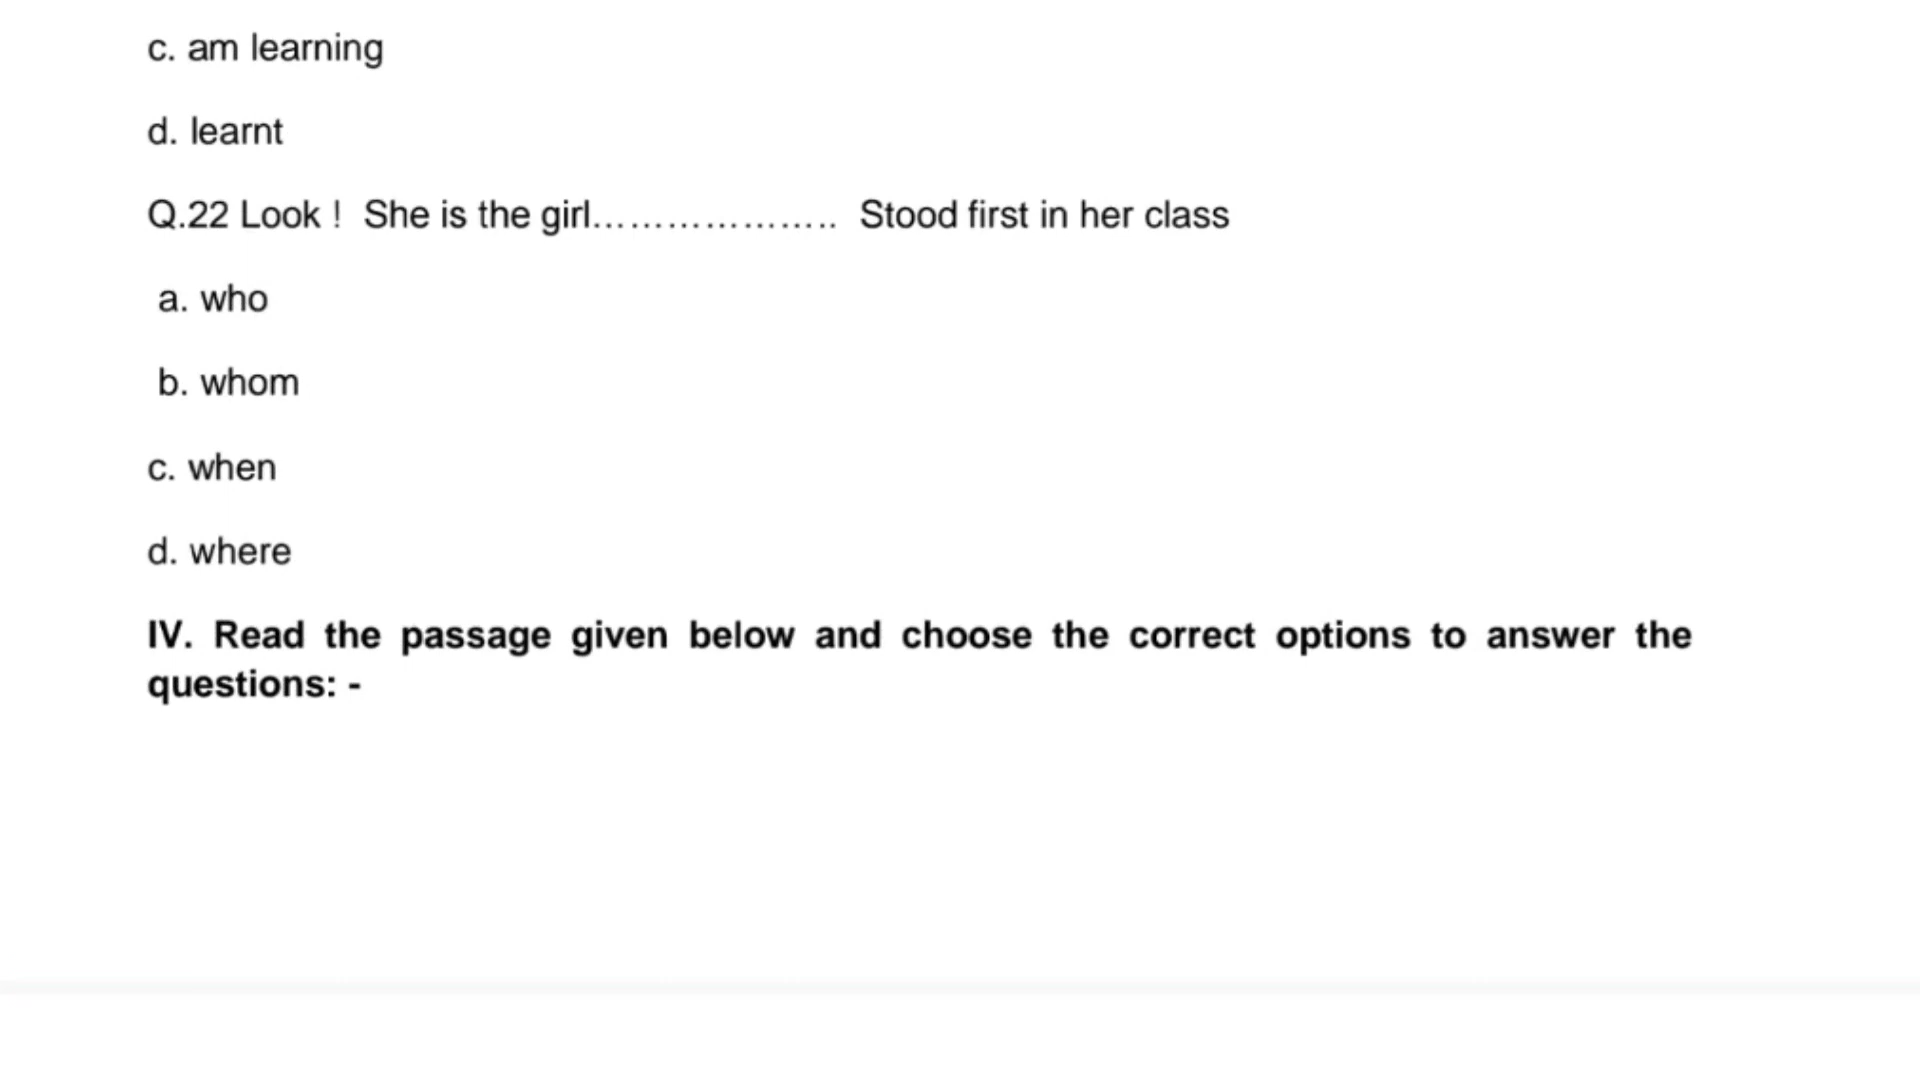 c. am learning
d. learnt
Q.22 Look ! She is the girl……………….. Stood first in her class
a. who
b. whom
c. when
d. where
IV. Read the passage given below and choose the correct options to answer the
questions: -